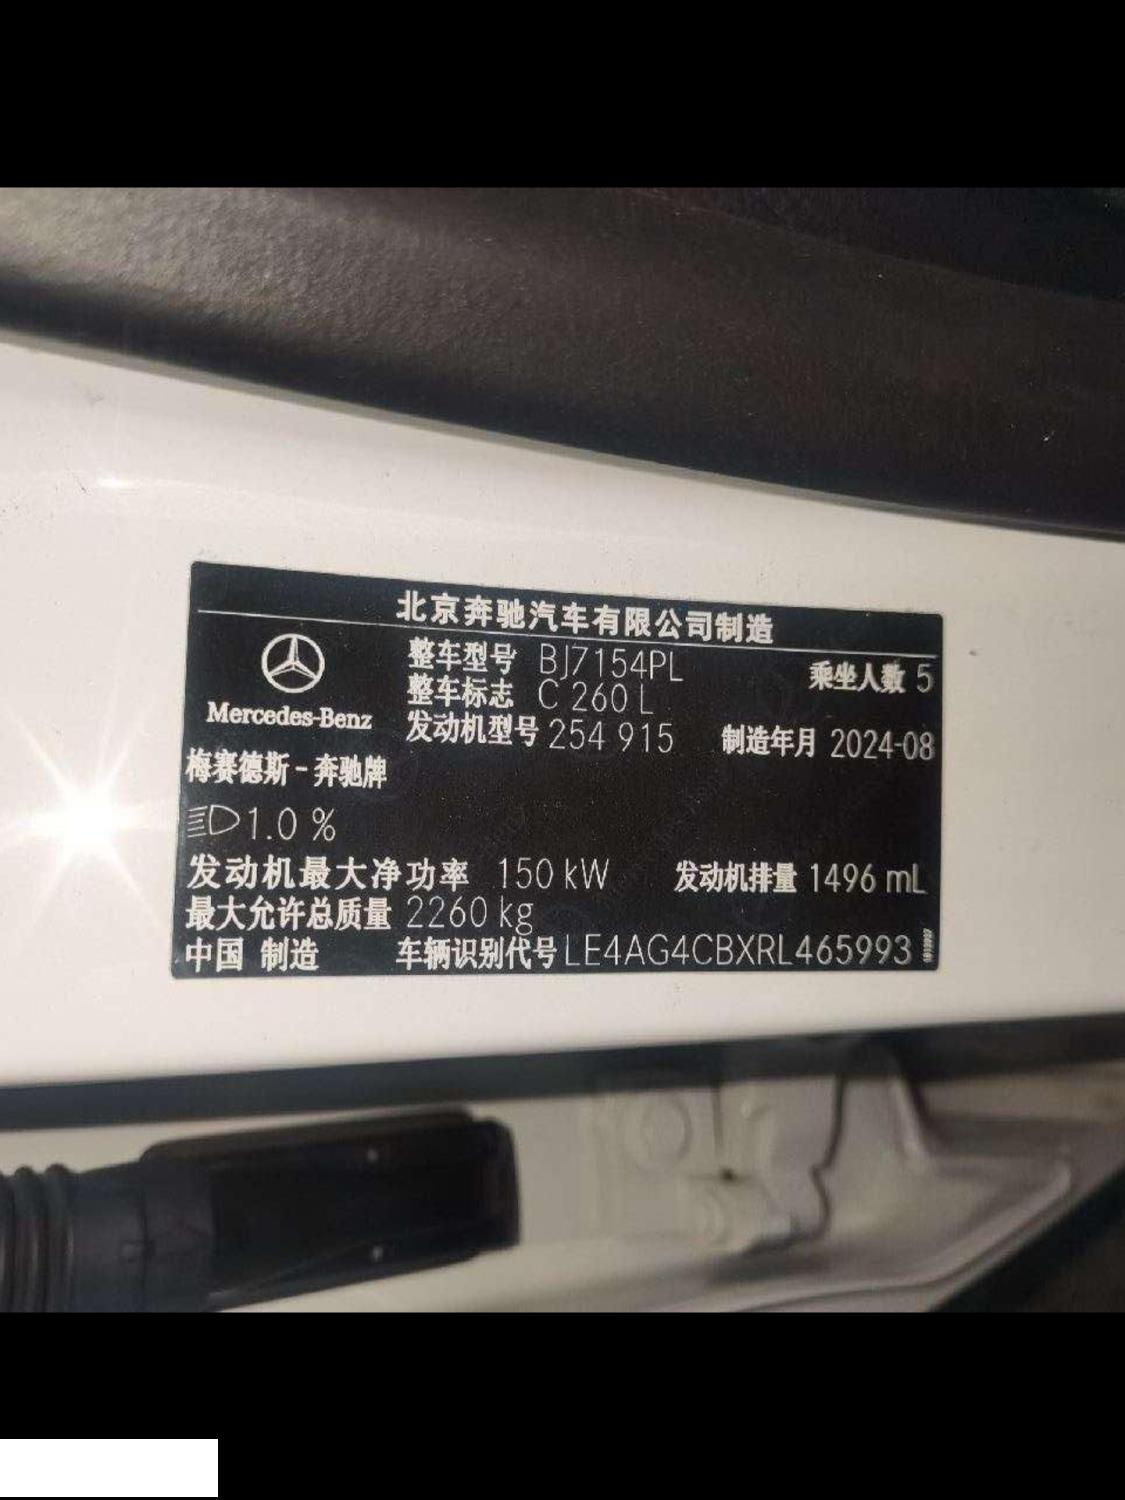 北京奔驰汽车有限公司制造
整车型号 BJ7154PL 乘坐人数 5
整车标志 C 260 L
Mercedes-Benz 发动机型号 254 915 制造年月 2024-08
梅赛德斯-奔驰牌
1.0 %
发动机最大净功率 150 kW 发动机排量 1496 mL
最大允许总质量 2260 kg
中国 制造 车辆识别代号 LE4AG4CBXRL465993